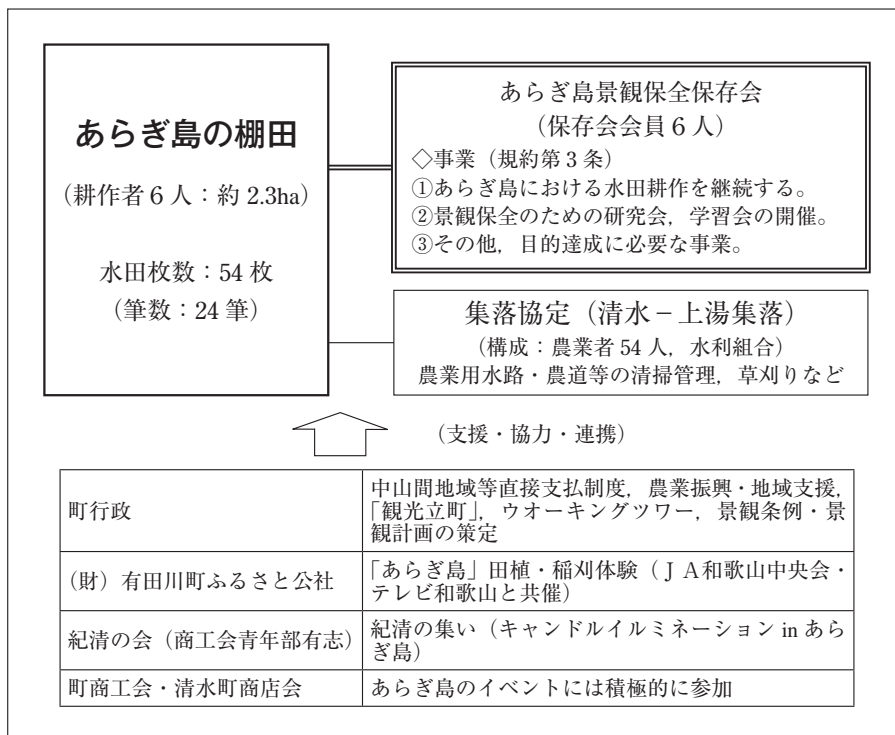 あらぎ島の棚田
(耕作者6人：約2.3ha)
水田枚数：54枚
(筆数：24筆)
あらぎ島景観保全保存会
(保存会会員6人)
◇事業（規約第3条）
①あらぎ島における水田耕作を継続する。
②景観保全のための研究会，学習会の開催。
③その他，目的達成に必要な事業。
集落協定（清水－上湯集落）
(構成：農業者54人，水利組合)
農業用水路・農道等の清掃管理，草刈りなど
(支援・協力・連携)
町行政
中山間地域等直接支払制度，農業振興・地域支援，
「観光立町」，ウオーキングツワー，景観条例・景
観計画の策定
(財）有田川町ふるさと公社
「あらぎ島」田植・稲刈体験（ＪＡ和歌山中央会・
テレビ和歌山と共催）
紀清の会（商工会青年部有志）
紀清の集い（キャンドルイルミネーション in あら
ぎ島）
町商工会・清水町商店会
あらぎ島のイベントには積極的に参加